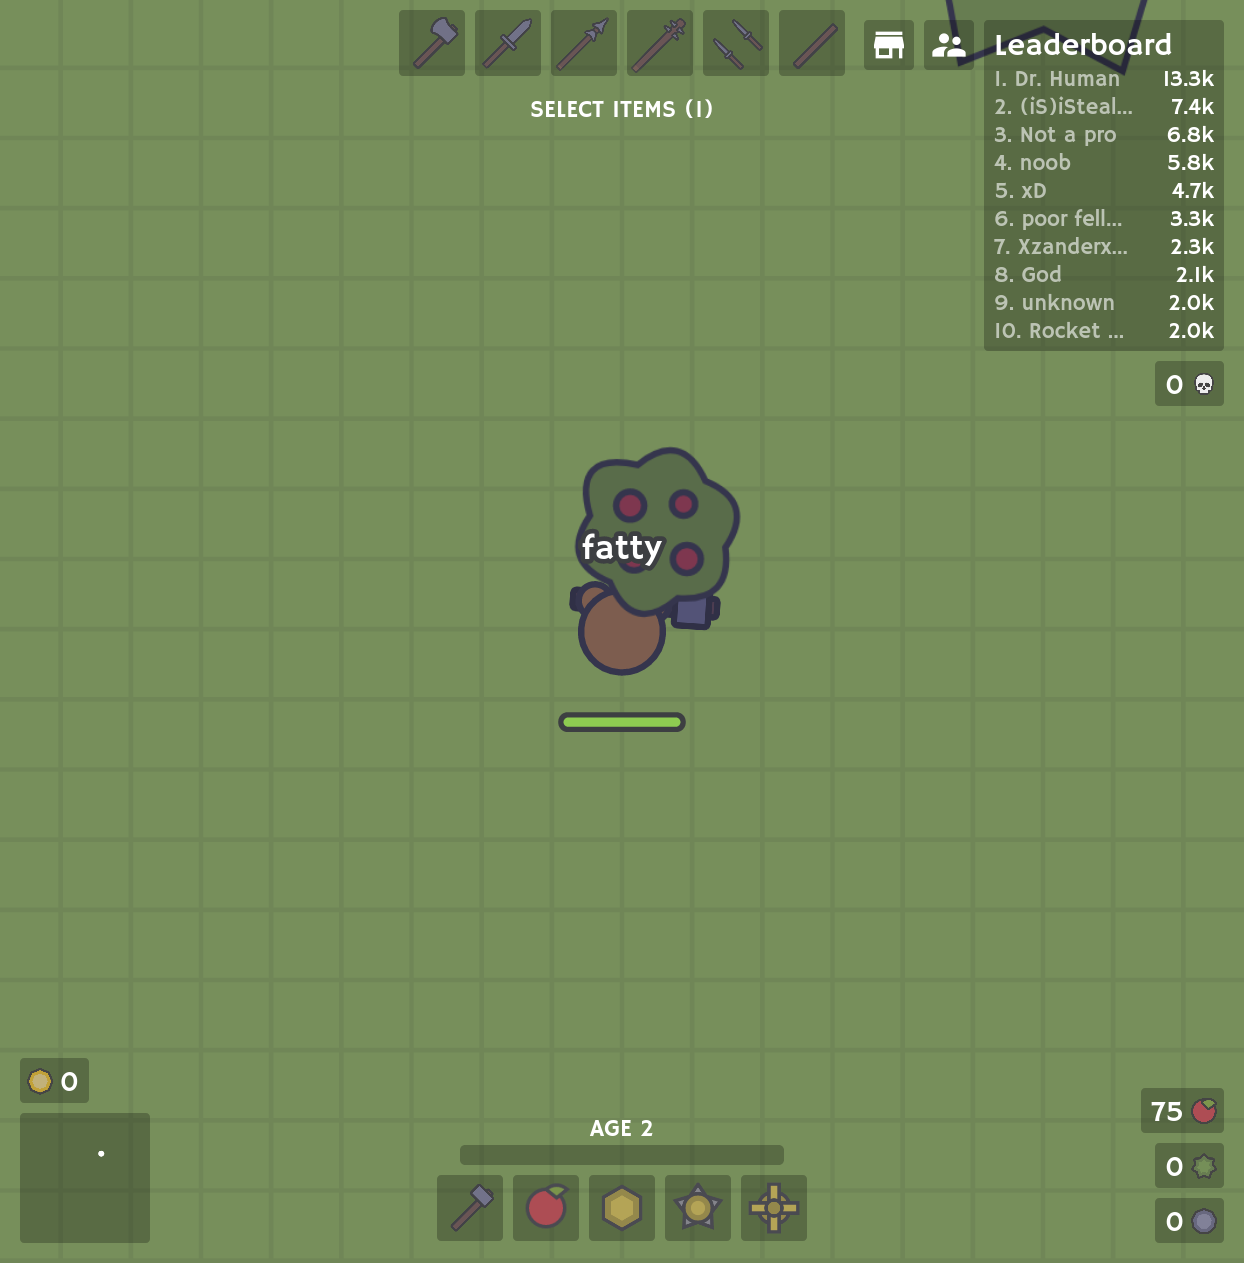 Leaderboard
1. Dr. Human 13.3k
2. (iS)iSteal... 7.4k
3. Not a pro 6.8k
4. noob 5.8k
5. xD 4.7k
6. poor fell... 3.3k
7. Xzanderx... 2.3k
8. God 2.1k
9. unknown 2.0k
10. Rocket ... 2.0k
SELECT ITEMS (1)
0
fatty
0
AGE 2
75
0
0